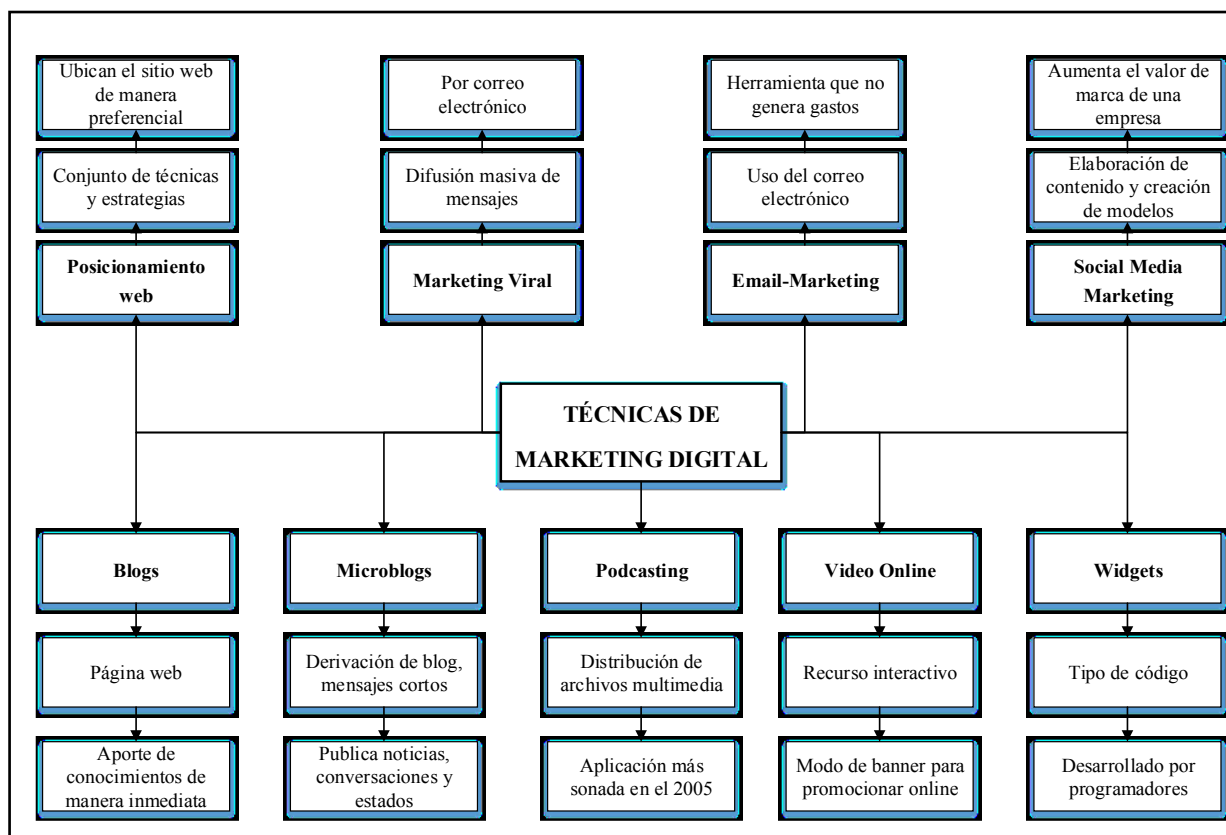 Ubican el sitio web
de manera
preferencial
Por correo
electrónico
Herramienta que no
genera gastos
Aumenta el valor de
marca de una
empresa
Conjunto de técnicas
y estrategias
Difusión masiva de
mensajes
Uso del correo
electrónico
Elaboración de
contenido y creación
de modelos
Posicionamiento
web
Marketing Viral
Email-Marketing
Social Media
Marketing
TÉCNICAS DE
MARKETING DIGITAL
Blogs
Microblogs
Podcasting
Video Online
Widgets
Página web
Derivación de blog,
mensajes cortos
Distribución de
archivos multimedia
Recurso interactivo
Tipo de código
Aporte de
conocimientos de
manera inmediata
Publica noticias,
conversaciones y
estados
Aplicación más
sonada en el 2005
Modo de banner para
promocionar online
Desarrollado por
programadores